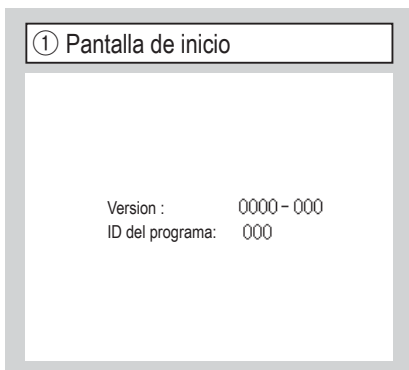 ① Pantalla de inicio
Version : 0000-000
ID del programa: 000